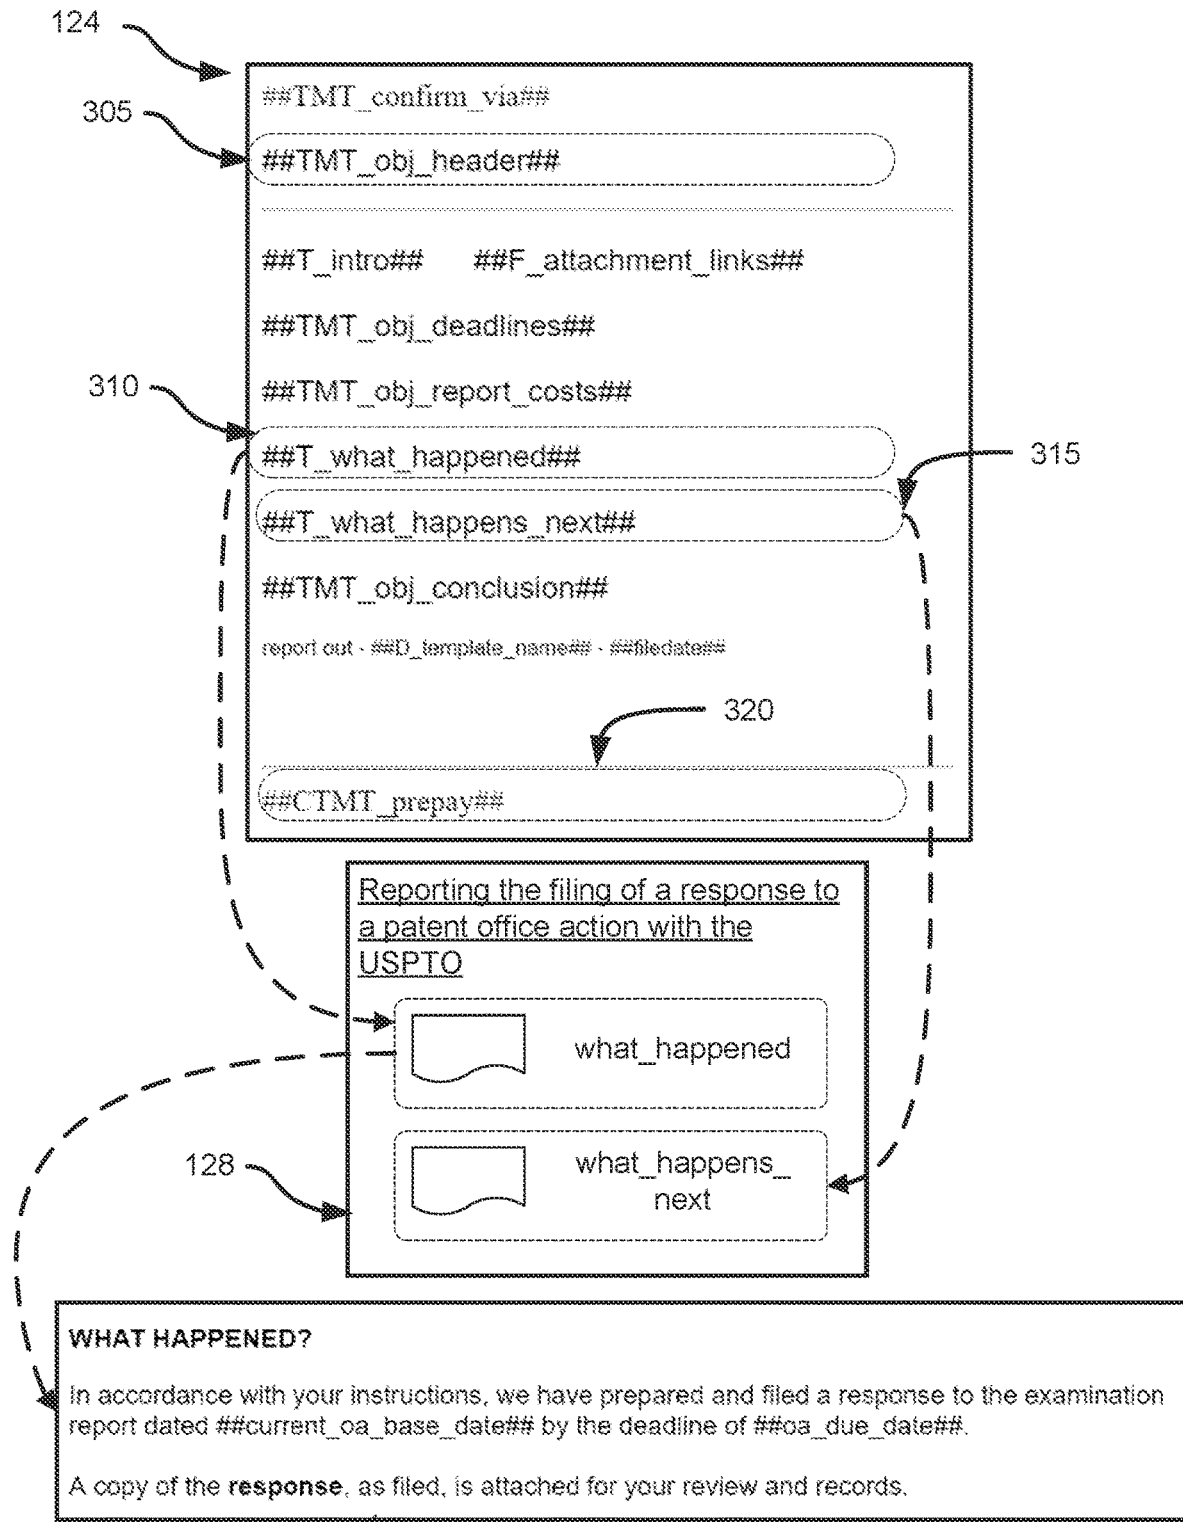 124
##TMT_confirm_via##
305
##TMT_obj_header##
##T_intro## ##F_attachment_links##
##TMT_obj_deadlines##
##TMT_obj_report_costs##
310
##T_what_happened##
315
##T_what_happens_next##
##TMT_obj_conclusion##
report out - ##D_template_name## - ##filedate##
320
##CTMT_prepay##
Reporting the filing of a response to
a patent office action with the
USPTO
what_happened
128
what_happens_
next
WHAT HAPPENED?
In accordance with your instructions, we have prepared and filed a response to the examination
report dated ##current_oa_base_date## by the deadline of ##oa_due_date##.
A copy of the response, as filed, is attached for your review and records.